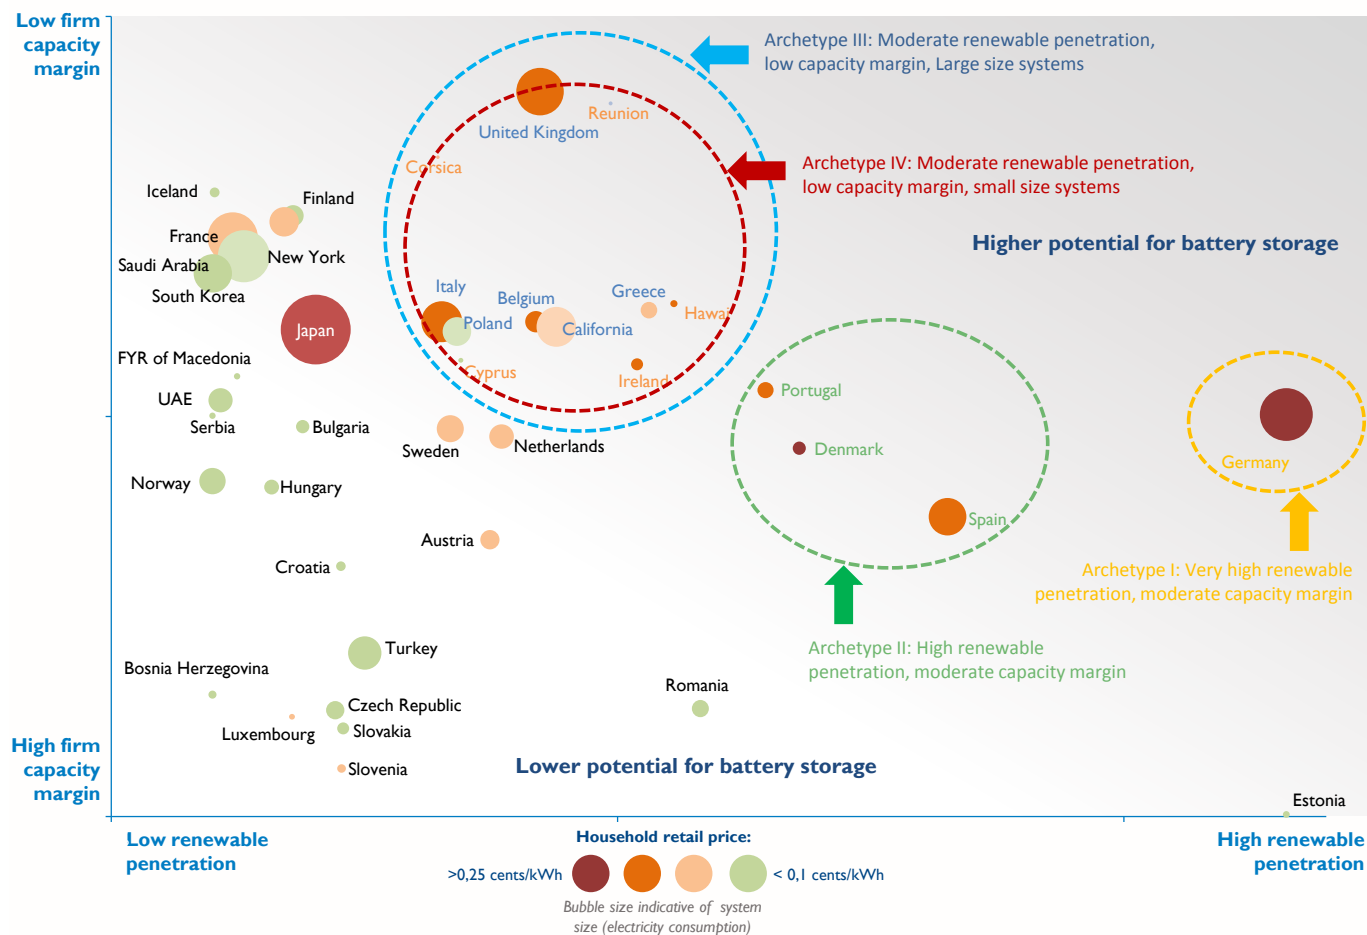 Low firm
capacity
margin
Archetype III: Moderate renewable penetration,
low capacity margin, Large size systems
Reunion
United Kingdom
Corsica
Archetype IV: Moderate renewable penetration,
low capacity margin, small size systems
Iceland
Finland
France
New York
Saudi Arabia
South Korea
Higher potential for battery storage
Italy
Belgium
Greece
Hawai
Poland
California
Japan
FYR of Macedonia
Cyprus
Ireland
UAE
Portugal
Serbia
Bulgaria
Sweden
Netherlands
Denmark
Germany
Norway
Hungary
Spain
Austria
Croatia
Archetype I: Very high renewable
penetration, moderate capacity margin
Archetype II: High renewable
penetration, moderate capacity margin
Turkey
Bosnia Herzegovina
Romania
Czech Republic
Luxembourg
Slovakia
Slovenia
High firm
capacity
margin
Lower potential for battery storage
Estonia
Low renewable
penetration
High renewable
penetration
Household retail price:
>0,25 cents/kWh
< 0,1 cents/kWh
Bubble size indicative of system
size (electricity consumption)